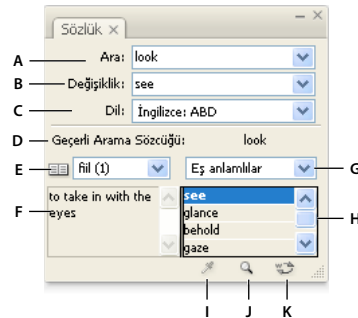 Sözlük
A Ara: look
B Değişiklik: see
C Dil: İngilizce: ABD
D Geçerli Arama Sözcüğü: look
E fiil (1) Eş anlamlılar G
F to take in with the eyes
see
glance
behold
gaze
H
I J K